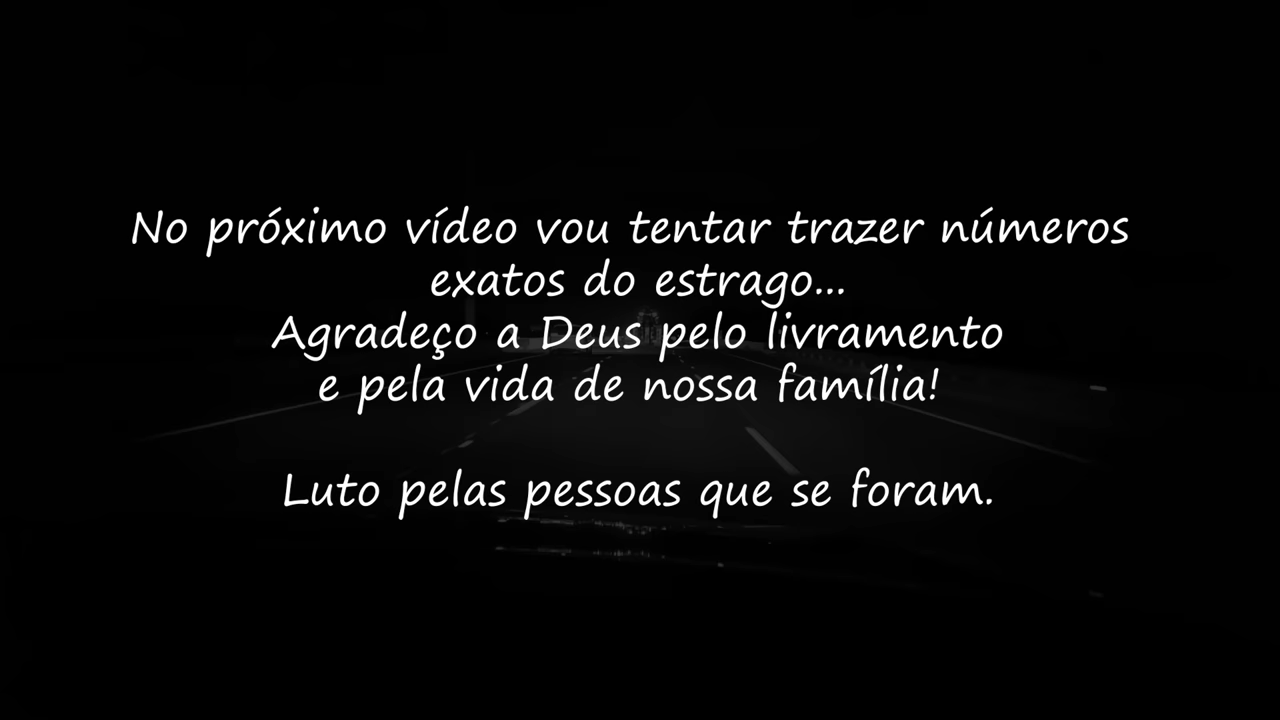 No próximo vídeo vou tentar trazer números
exatos do estrago...
Agradeço a Deus pelo livramento
e pela vida de nossa família!
Luto pelas pessoas que se foram.